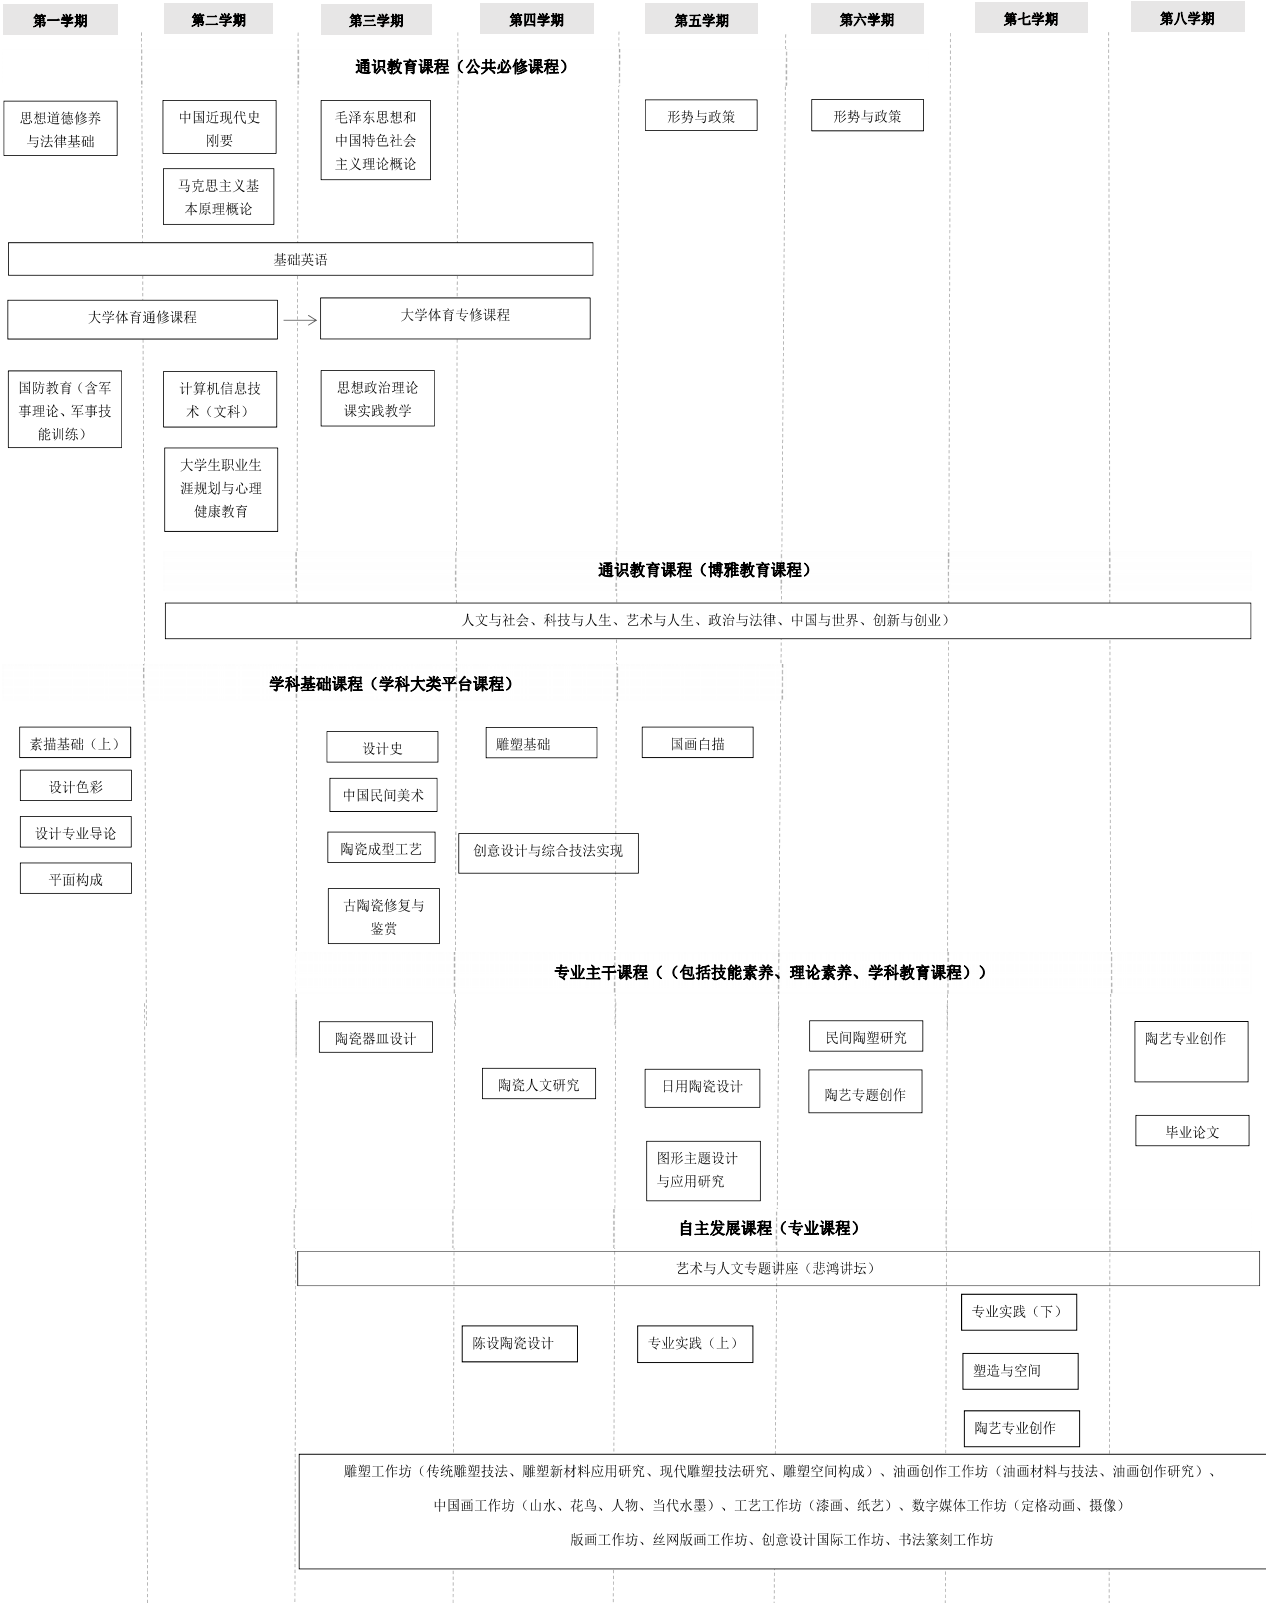 第一学期 第二学期 第三学期 第四学期 第五学期 第六学期 第七学期 第八学期
通识教育课程（公共必修课程）
思想道德修养
与法律基础
中国近现代史
刚要
马克思主义基
本原理概论
毛泽东思想和
中国特色社会
主义理论概论
形势与政策
形势与政策
基础英语
大学体育通修课程
大学体育专修课程
国防教育（含军
事理论、军事技
能训练）
计算机信息技
术（文科）
思想政治理论
课实践教学
大学生职业生
涯规划与心理
健康教育
通识教育课程（博雅教育课程）
人文与社会、科技与人生、艺术与人生、政治与法律、中国与世界、创新与创业）
学科基础课程（学科大类平台课程）
素描基础（上）
设计色彩
设计专业导论
平面构成
设计史
中国民间美术
陶瓷成型工艺
古陶瓷修复与
鉴赏
雕塑基础
创意设计与综合技法实现
国画白描
专业主干课程（（包括技能素养、理论素养、学科教育课程））
陶瓷器皿设计
陶瓷人文研究
日用陶瓷设计
图形主题设计
与应用研究
民间陶塑研究
陶艺专题创作
陶艺专业创作
毕业论文
自主发展课程（专业课程）
艺术与人文专题讲座（悲鸿讲坛）
陈设陶瓷设计
专业实践（上）
专业实践（下）
塑造与空间
陶艺专业创作
雕塑工作坊（传统雕塑技法、雕塑新材料应用研究、现代雕塑技法研究、雕塑空间构成）、油画创作工作坊（油画材料与技法、油画创作研究）、
中国画工作坊（山水、花鸟、人物、当代水墨）、工艺工作坊（漆画、纸艺）、数字媒体工作坊（定格动画、摄像）
版画工作坊、丝网版画工作坊、创意设计国际工作坊、书法篆刻工作坊